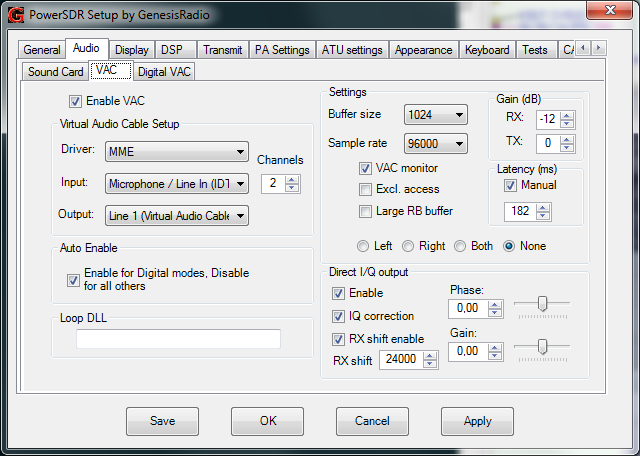 PowerSDR Setup by GenesisRadio
General Audio Display DSP Transmit PA Settings ATU settings Appearance Keyboard Tests CA
Sound Card VAC Digital VAC
Enable VAC
Virtual Audio Cable Setup
Driver: MME
Channels
Input: Microphone / Line In (IDT 2
Output: Line 1 (Virtual Audio Cable
Auto Enable
Enable for Digital modes, Disable
for all others
Loop DLL
Settings
Buffer size 1024
Sample rate 96000
VAC monitor
Excl. access
Large RB buffer
Gain (dB)
RX: -12
TX: 0
Latency (ms)
Manual
182
Left Right Both None
Direct I/Q output
Enable
IQ correction
RX shift enable
RX shift 24000
Phase:
0,00
Gain:
0,00
Save OK Cancel Apply